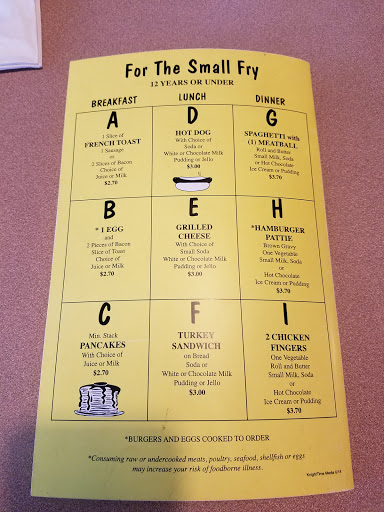 For The Small Fry
12 YEARS OR UNDER
BREAKFAST
LUNCH
DINNER
A
1 Slice of
FRENCH TOAST
1 Sausage
or
2 Slices of Bacon
Choice of
Juice or Milk
$2.70
D
HOT DOG
With Choice of
Soda or
White or Chocolate Milk
Pudding or Jello
$3.00
G
SPAGHETTI with
(1) MEATBALL
Roll and Butter
Small Milk, Soda
or Hot Chocolate
Ice Cream or Pudding
$3.70
B
* 1 EGG
and
2 Pieces of Bacon
Slice of Toast
Choice of
Juice or Milk
$2.70
E
GRILLED
CHEESE
With Choice of
Small Soda
White or Chocolate Milk
Pudding or Jello
$3.00
H
*HAMBURGER
PATTIE
Brown Gravy
One Vegetable
Small Milk, Soda
or
Hot Chocolate
Ice Cream or Pudding
$3.70
C
Min. Stack
PANCAKES
With Choice of
Juice or Milk
$2.70
F
TURKEY
SANDWICH
on Bread
Soda or
White or Chocolate Milk
Pudding or Jello
$3.00
I
2 CHICKEN
FINGERS
One Vegetable
Roll and Butter
Small Milk, Soda
or
Hot Chocolate
Ice Cream or Pudding
$3.70
*BURGERS AND EGGS COOKED TO ORDER
*Consuming raw or undercooked meats, poultry, seafood, shellfish or eggs
may increase your risk of foodborne illness.